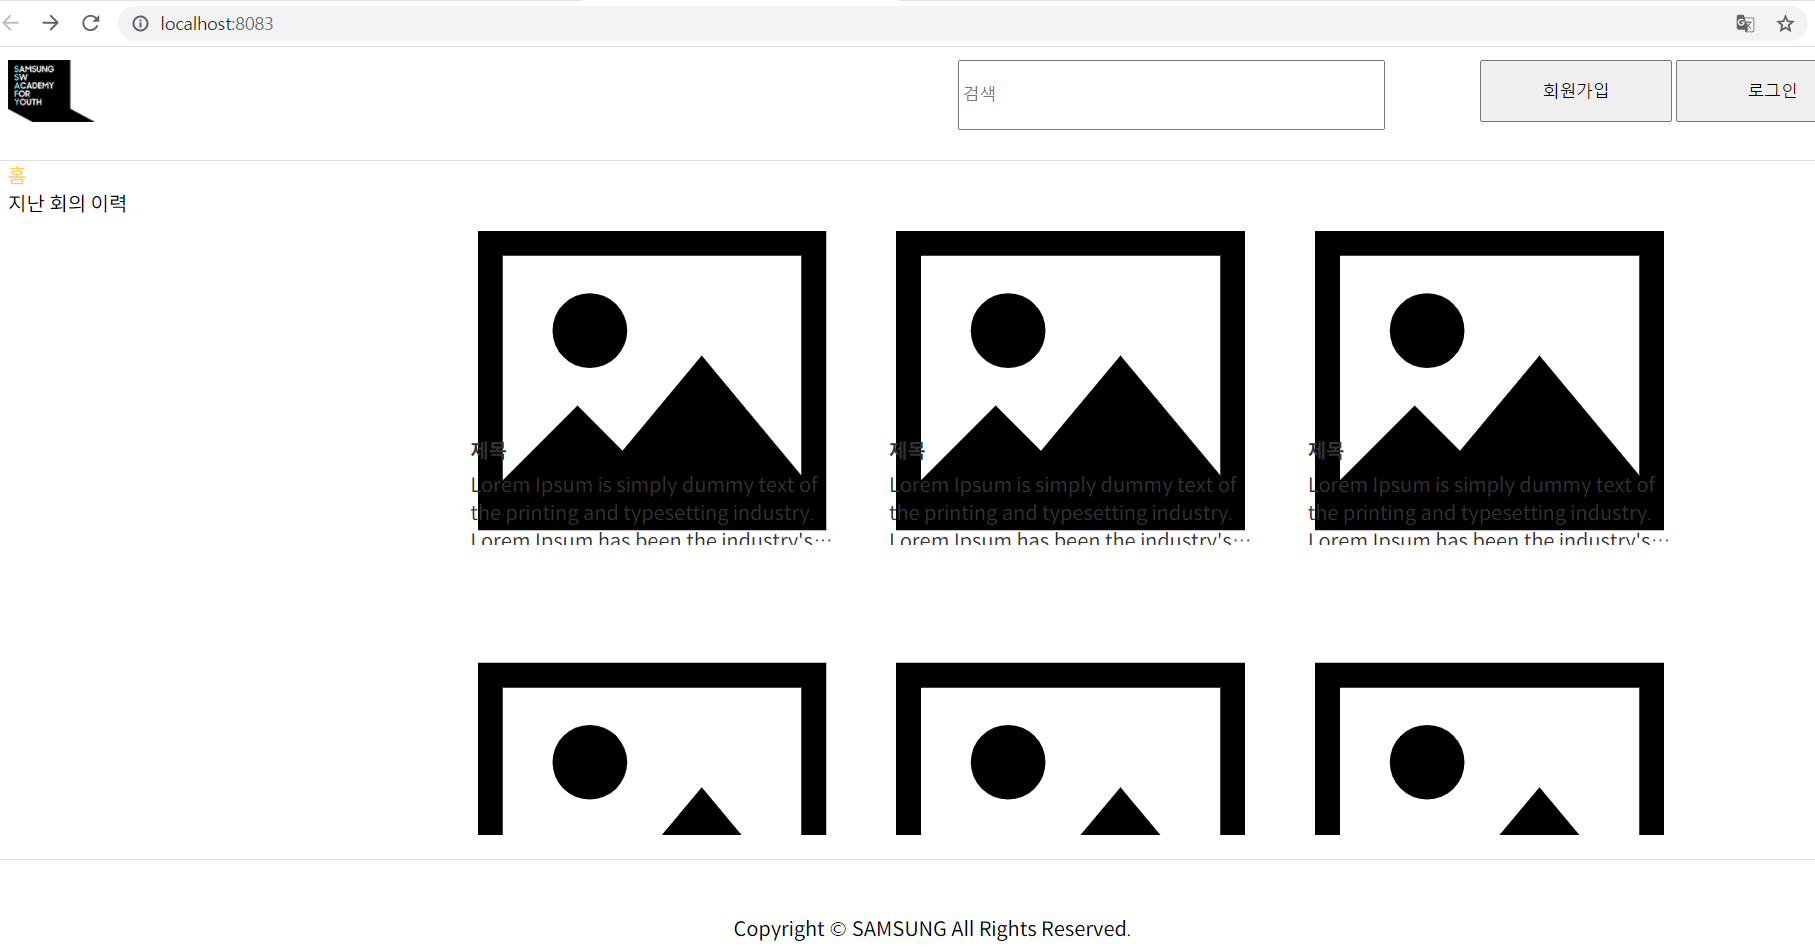 localhost:8083
SAMSUNG
SW
ACADEMY
FOR
YOUTH
검색
회원가입
로그인
홈
지난 회의 이력
제목
Lorem Ipsum is simply dummy text of
the printing and typesetting industry.
Lorem Ipsum has been the industry's…
제목
Lorem Ipsum is simply dummy text of
the printing and typesetting industry.
Lorem Ipsum has been the industry's…
제목
Lorem Ipsum is simply dummy text of
the printing and typesetting industry.
Lorem Ipsum has been the industry's…
Copyright © SAMSUNG All Rights Reserved.